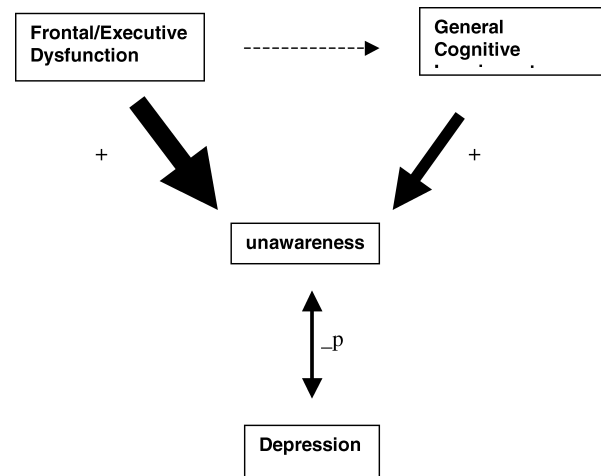 Frontal/Executive
Dysfunction
General
Cognitive
+
+
unawareness
_p
Depression